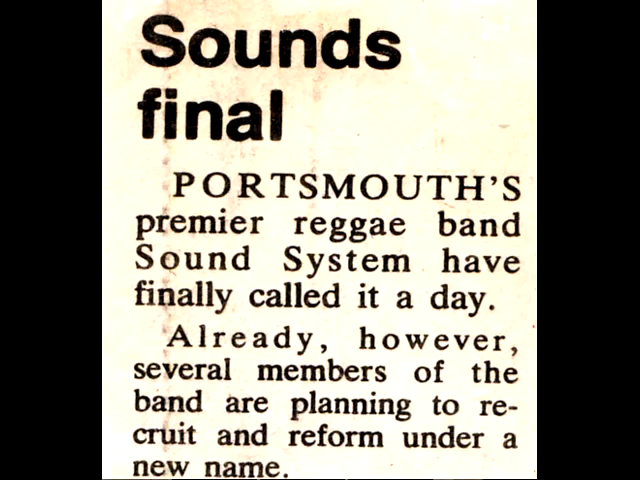 Sounds
final
PORTSMOUTH'S
premier reggae band
Sound System have
finally called it a day.
Already, however,
several members of the
band are planning to re-
cruit and reform under a
new name.